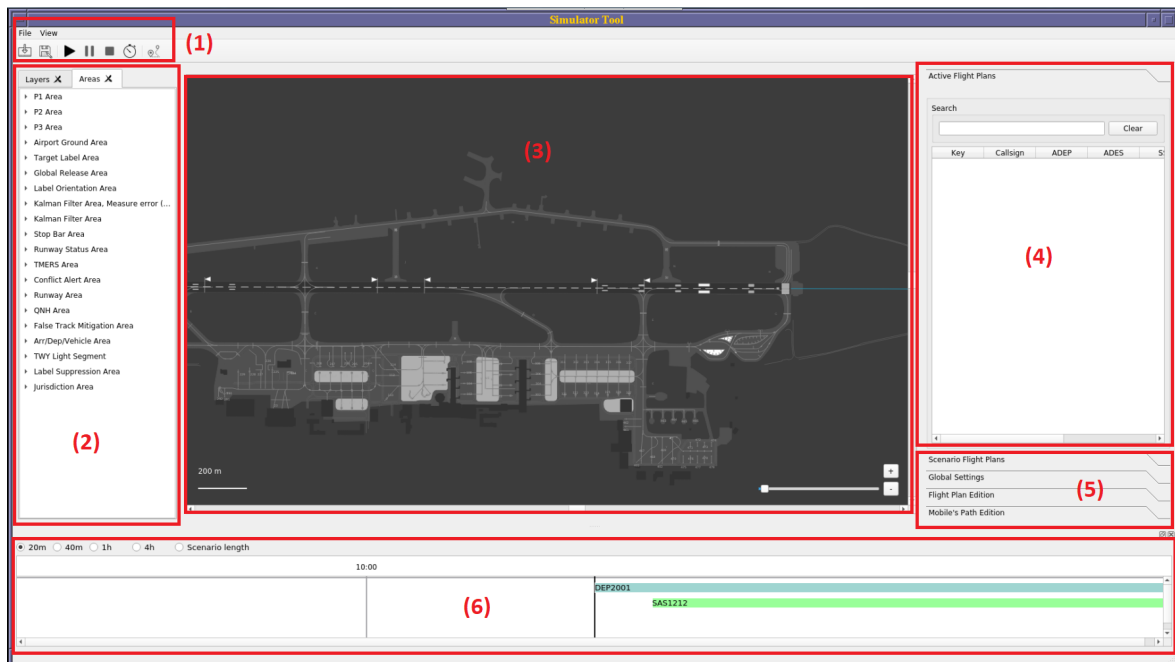 Simulator Tool
File View
(1)
Layers Areas
P1 Area
P2 Area
P3 Area
Airport Ground Area
Target Label Area
Global Release Area
Label Orientation Area
Kalman Filter Area, Measure error (...
Kalman Filter Area
Stop Bar Area
Runway Status Area
TMERS Area
Conflict Alert Area
Runway Area
QNH Area
False Track Mitigation Area
Arr/Dep/Vehicle Area
TWY Light Segment
Label Suppression Area
Jurisdiction Area
(2)
(3)
200 m
+
-
Active Flight Plans
Search
Clear
Key Callsign ADEP ADES S
(4)
Scenario Flight Plans
Global Settings
Flight Plan Edition
Mobile's Path Edition
(5)
20m 40m 1h 4h Scenario length
10:00
DEP2001
SAS1212
(6)